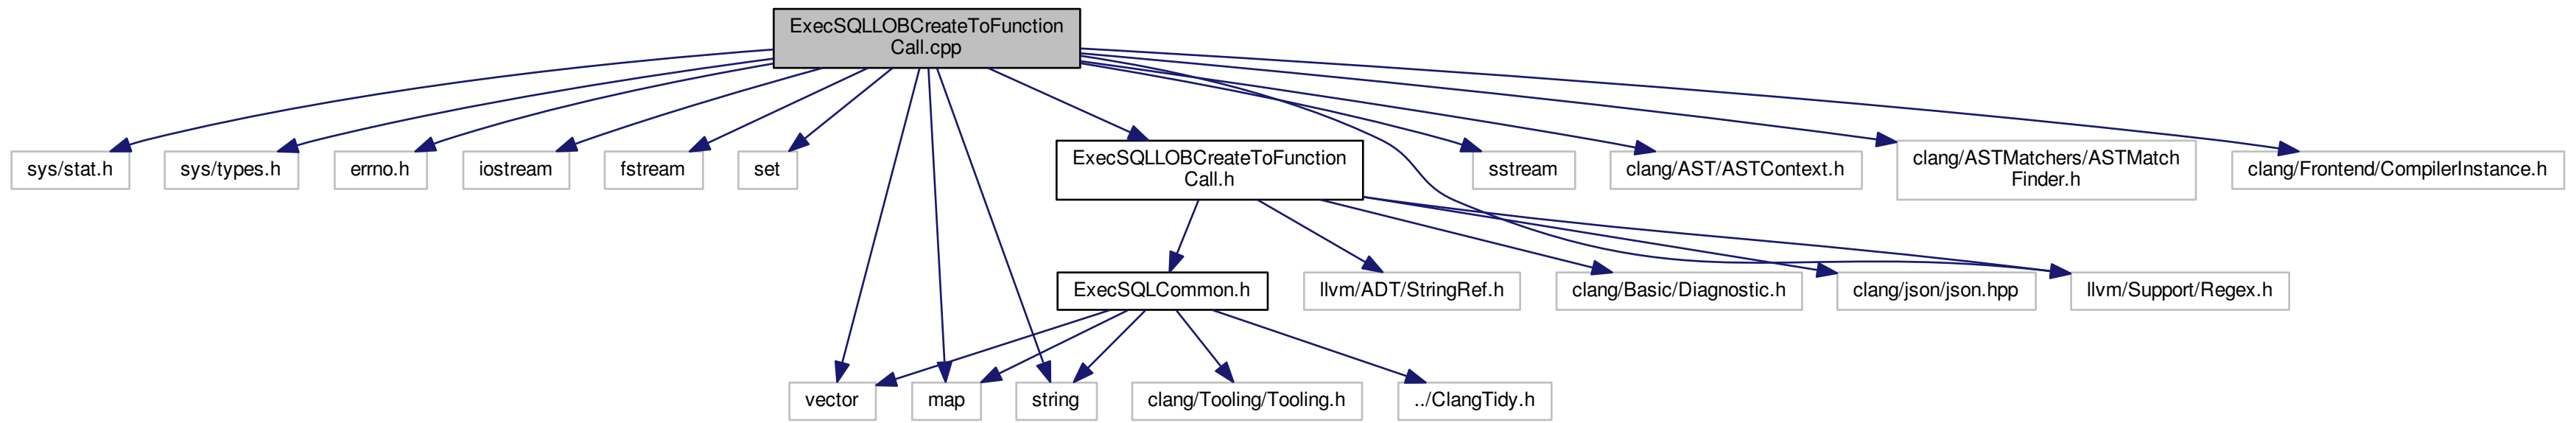 ExecSQLLOBCreateToFunction
Call.cpp
sys/stat.h
sys/types.h
errno.h
iostream
fstream
set
ExecSQLLOBCreateToFunction
Call.h
sstream
clang/AST/ASTContext.h
clang/ASTMatchers/ASTMatch
Finder.h
clang/Frontend/CompilerInstance.h
ExecSQLCommon.h
llvm/ADT/StringRef.h
clang/Basic/Diagnostic.h
clang/json/json.hpp
llvm/Support/Regex.h
vector
map
string
clang/Tooling/Tooling.h
../ClangTidy.h